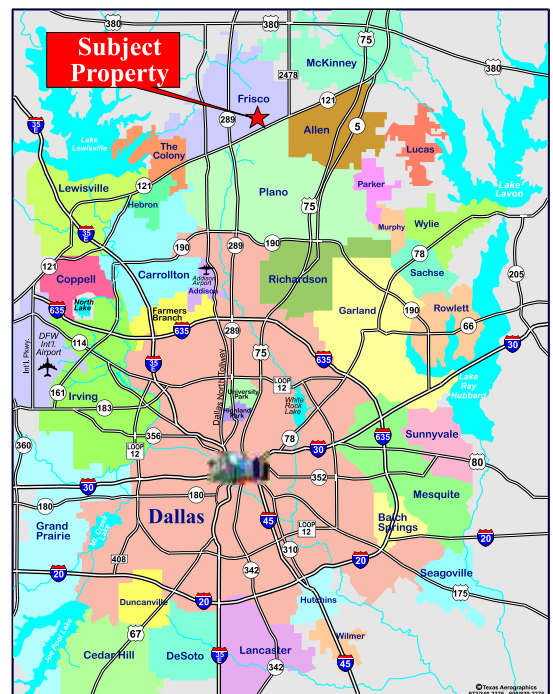 380
380
75
380
Subject
Property
McKinney
2478
Frisco
121
289
5
Allen
35
E
Lake
Lewisville
The
Colony
Lucas
Lake
Lavon
121
Lewisville
Hebron
Plano
Parker
75
Murphy
Wylie
35
E
190
289
190
78
121
Coppell
Carrollton
Addison
Airport
Addison
Richardson
Sachse
205
North
Lake
635
Farmers
Branch
635
Garland
190
Rowlett
66
30
Int'l. Pkwy.
DFW
Int'l.
Airport
114
289
75
635
35
E
Dallas North Tollway
LOOP
12
Lake
Ray
Hubbard
161
Irving
183
University
Park
Highland
Park
White
Rock
Lake
356
78
635
Sunnyvale
360
LOOP
12
30
80
30
352
180
180
Dallas
Mesquite
45
Balch
Springs
Grand
Prairie
Mt. Creek
Lake
LOOP
12
310
20
408
20
Seagoville
20
342
175
Duncanville
20
Hutchins
67
Joe Pool Lake
Wilmer
Cedar Hill
DeSoto
35
E
Lancaster
342
45
©Texas Aerographics